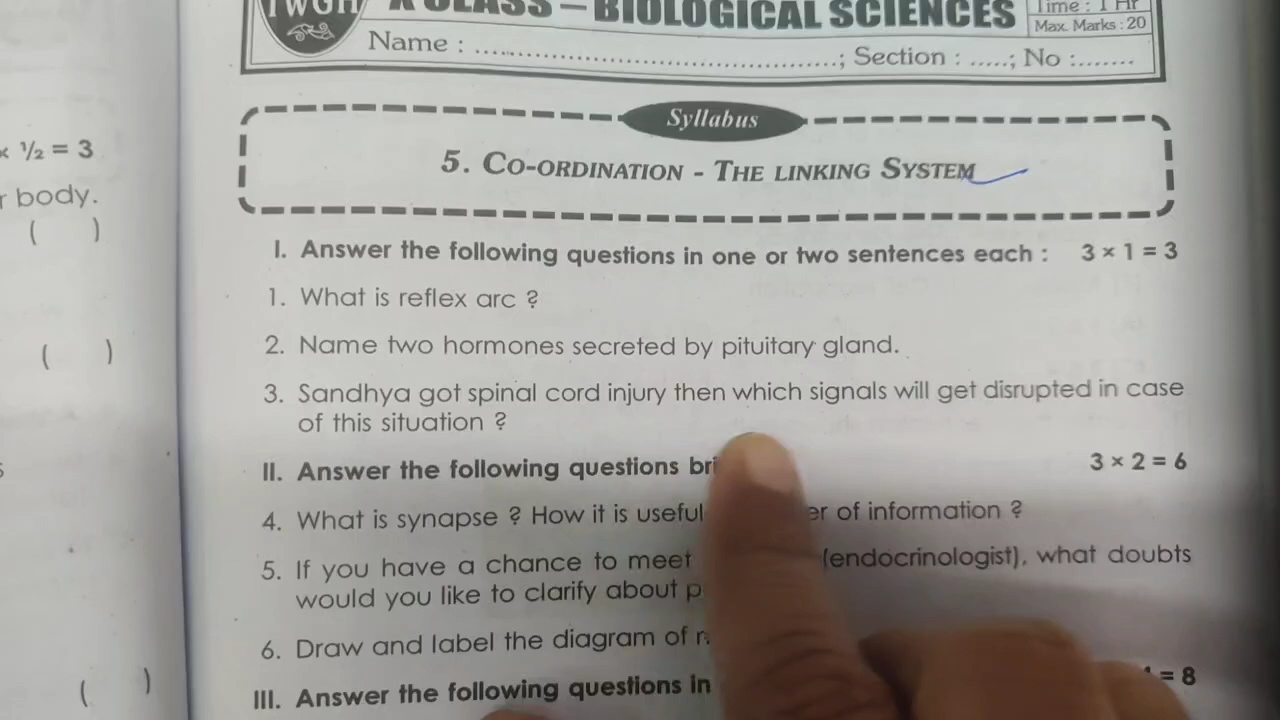 X CLASS – BIOLOGICAL SCIENCES
Time : 1 Hr
Max. Marks : 20
Name : ..............................................; Section : .....; No :.......
Syllabus
5. CO-ORDINATION - THE LINKING SYSTEM
× ½ = 3
body.
( )
( )
( )
I. Answer the following questions in one or two sentences each : 3 × 1 = 3
1. What is reflex arc ?
2. Name two hormones secreted by pituitary gland.
3. Sandhya got spinal cord injury then which signals will get disrupted in case
of this situation ?
II. Answer the following questions 3 × 2 = 6
4. What is synapse ? How it is useful of information ?
5. If you have a chance to meet (endocrinologist), what doubts
would you like to clarify about
6. Draw and label the diagram of
III. Answer the following questions in = 8